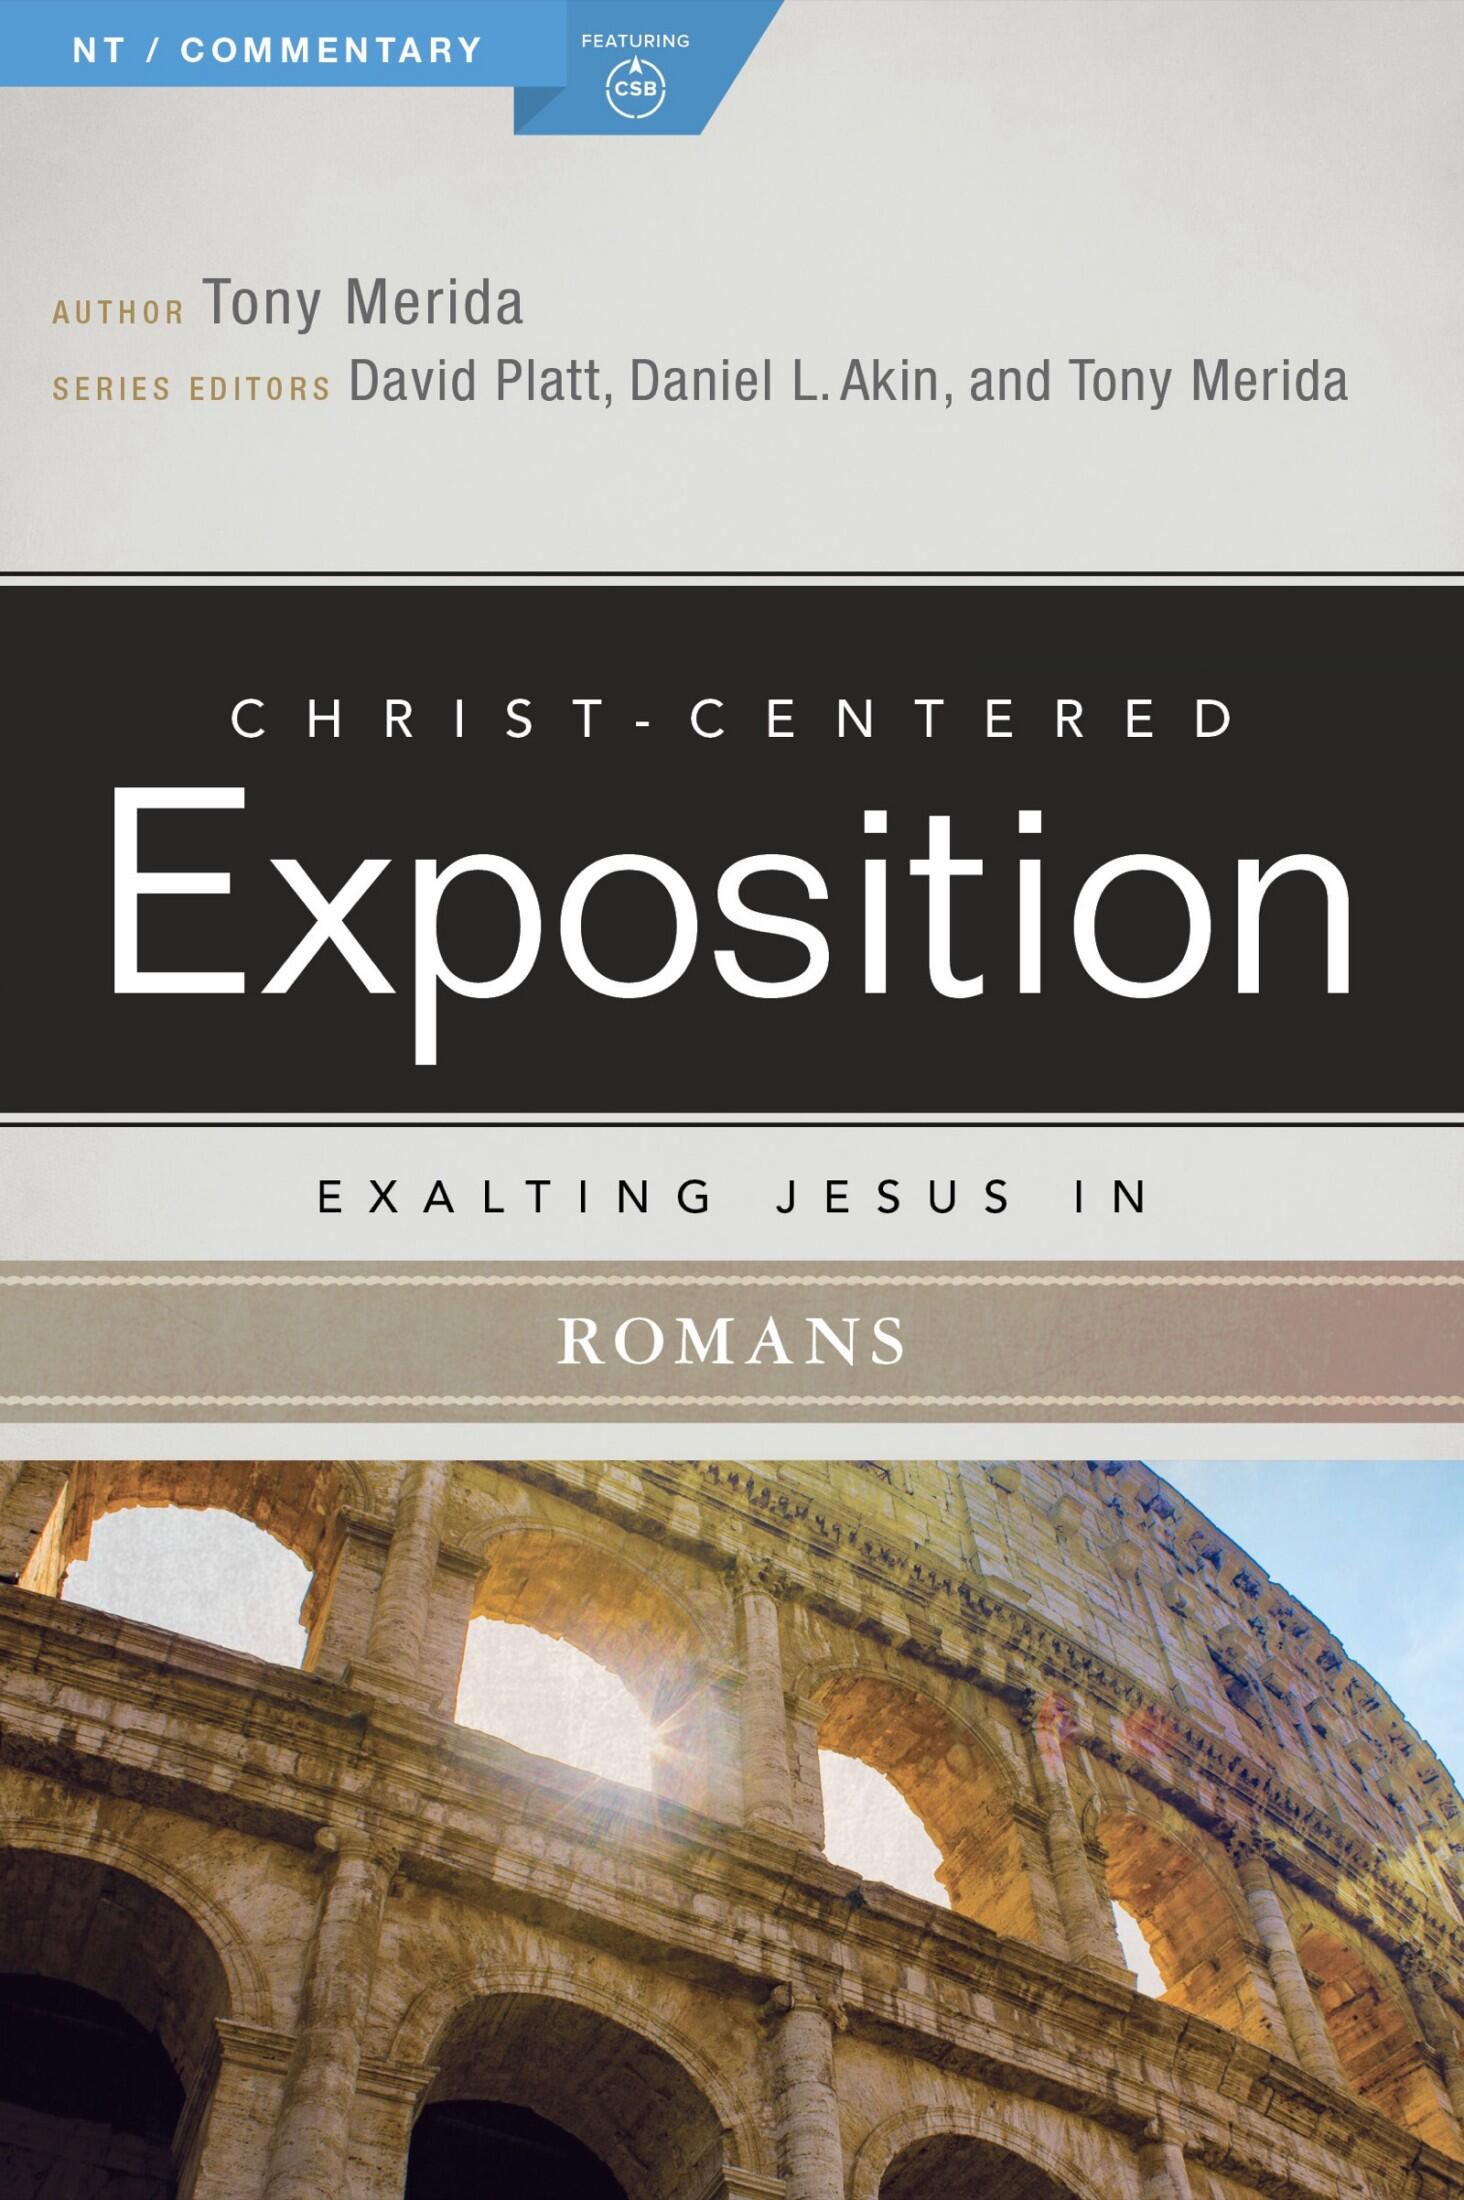 NT / COMMENTARY
FEATURING
CSB
AUTHOR Tony Merida
SERIES EDITORS David Platt, Daniel L. Akin, and Tony Merida
CHRIST-CENTERED
Exposition
EXALTING JESUS IN
ROMANS